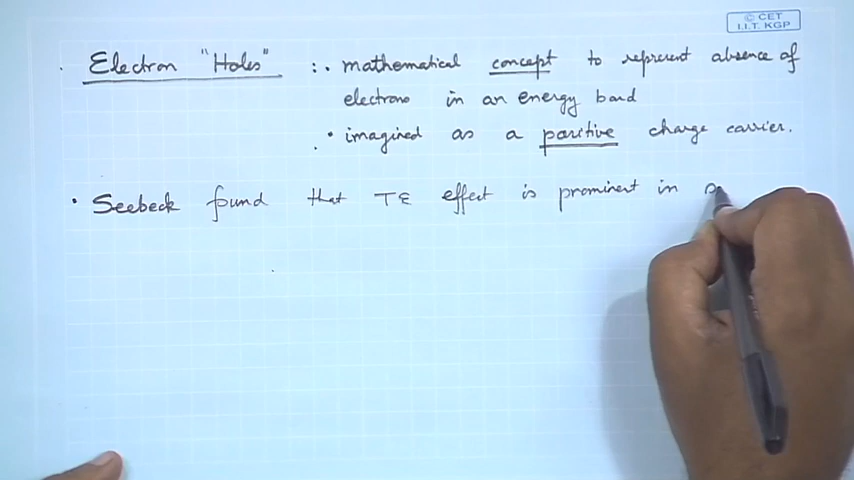 © CET
I.I.T. KGP
Electron "Holes" : • mathematical concept to represent absence of
electrons in an energy band
• imagined as a positive charge carrier.
• Seebeck found that TE effect is prominent in